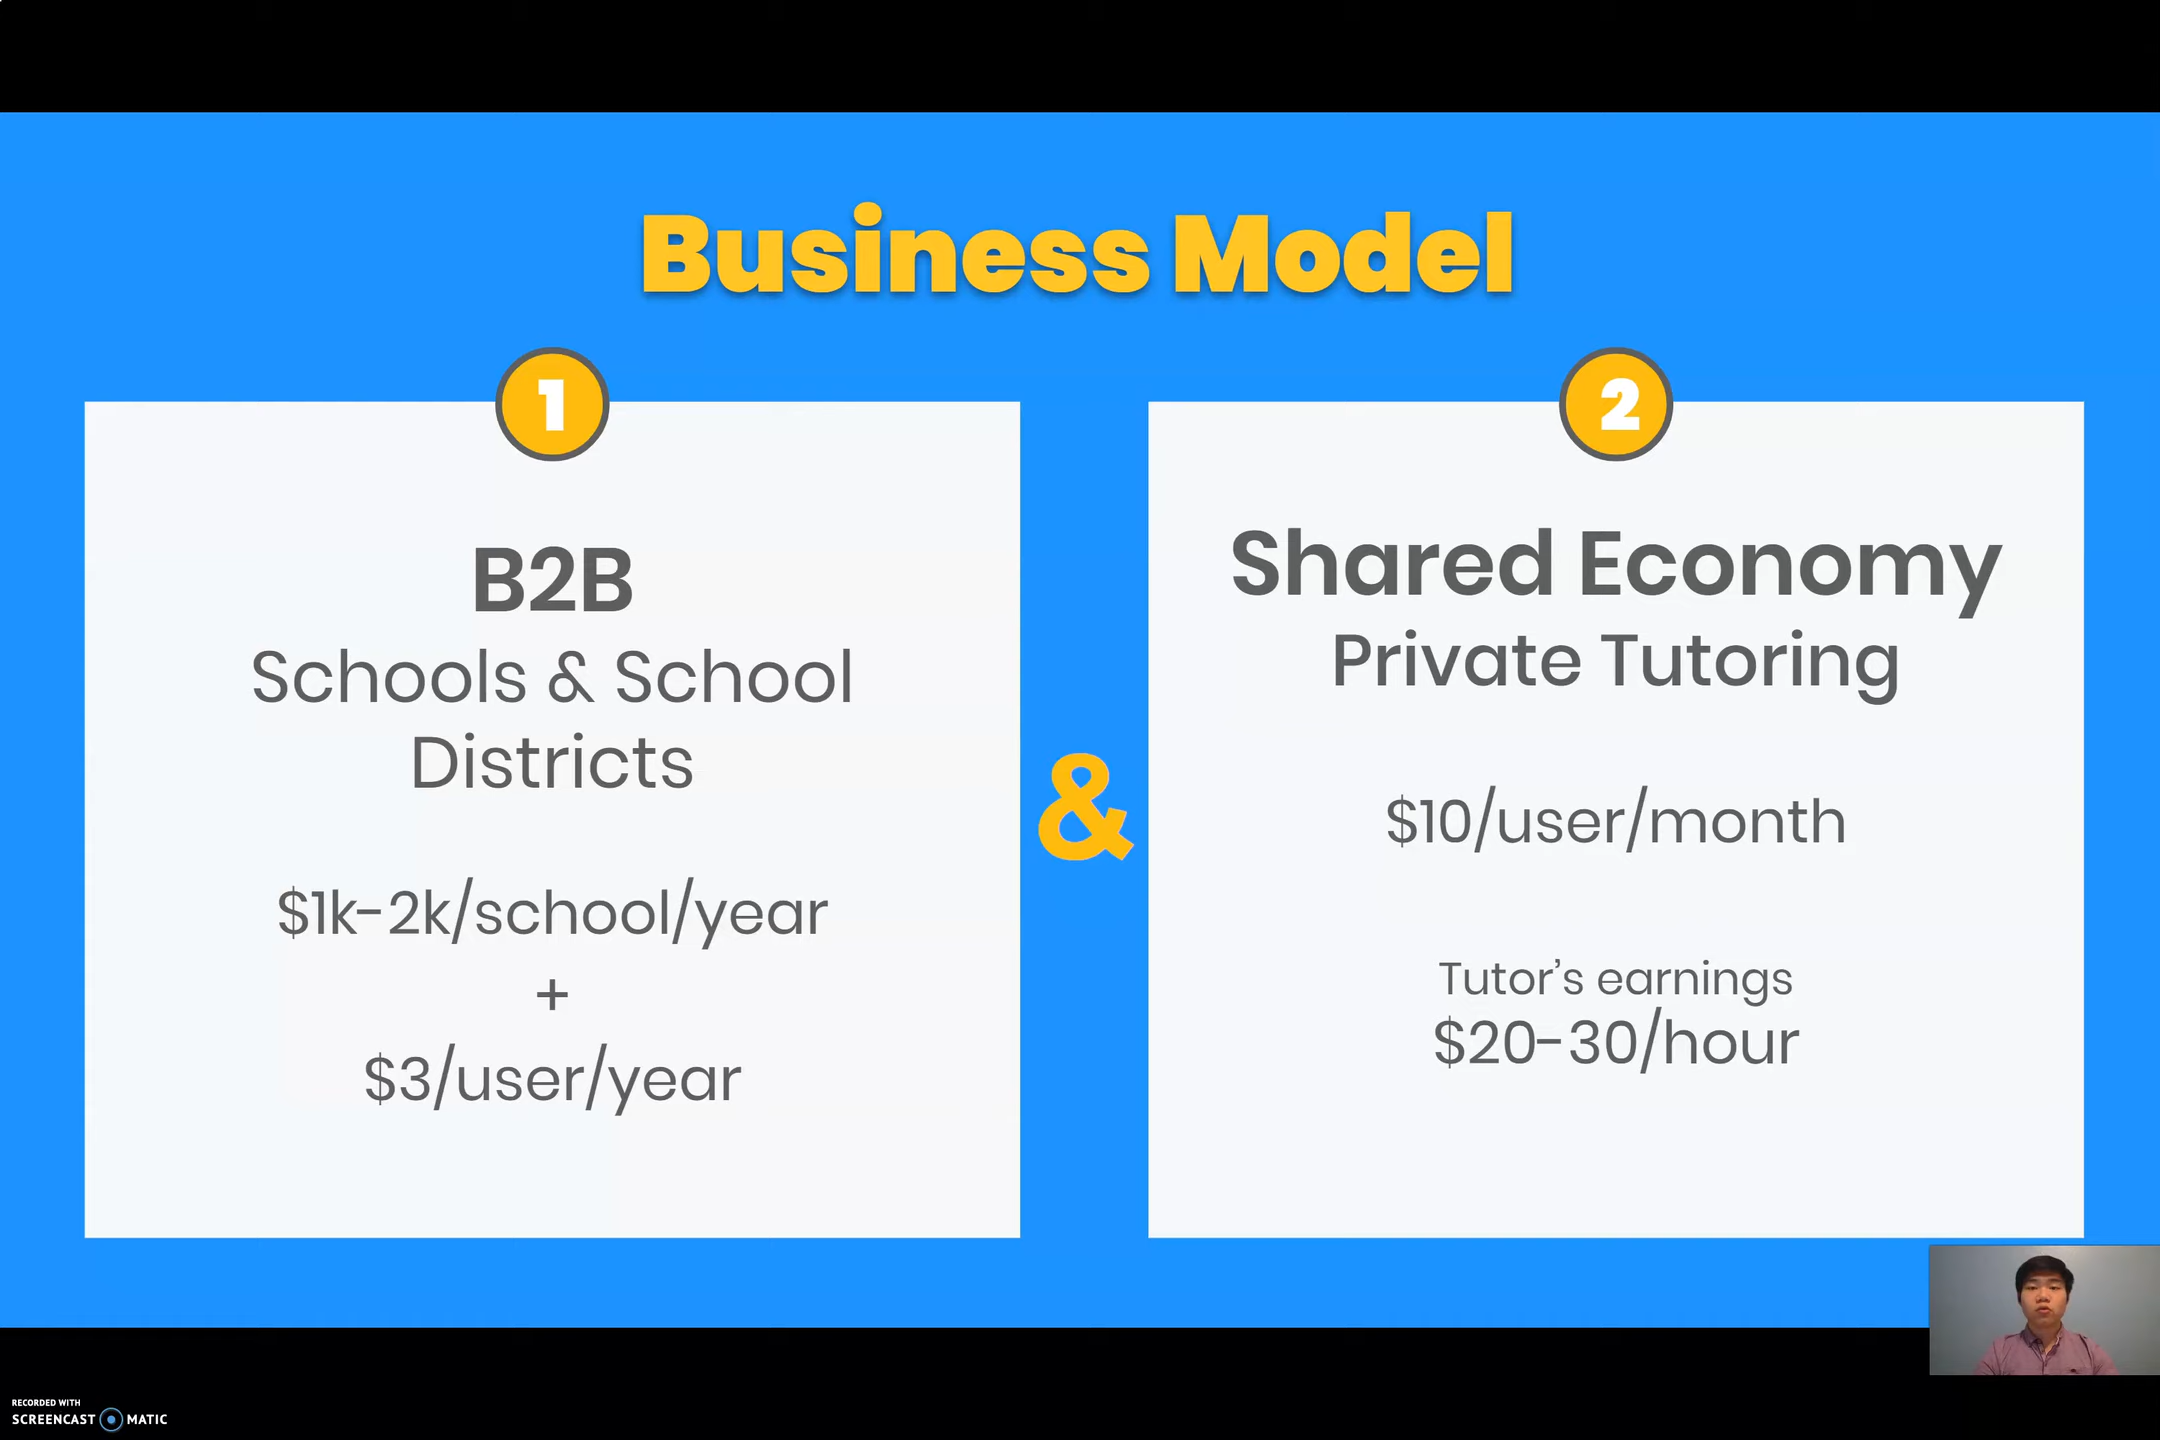 Business Model
1
B2B
Schools & School
Districts
$1k-2k/school/year
+
$3/user/year
&
2
Shared Economy
Private Tutoring
$10/user/month
Tutor's earnings
$20-30/hour
RECORDED WITH
SCREENCAST MATIC